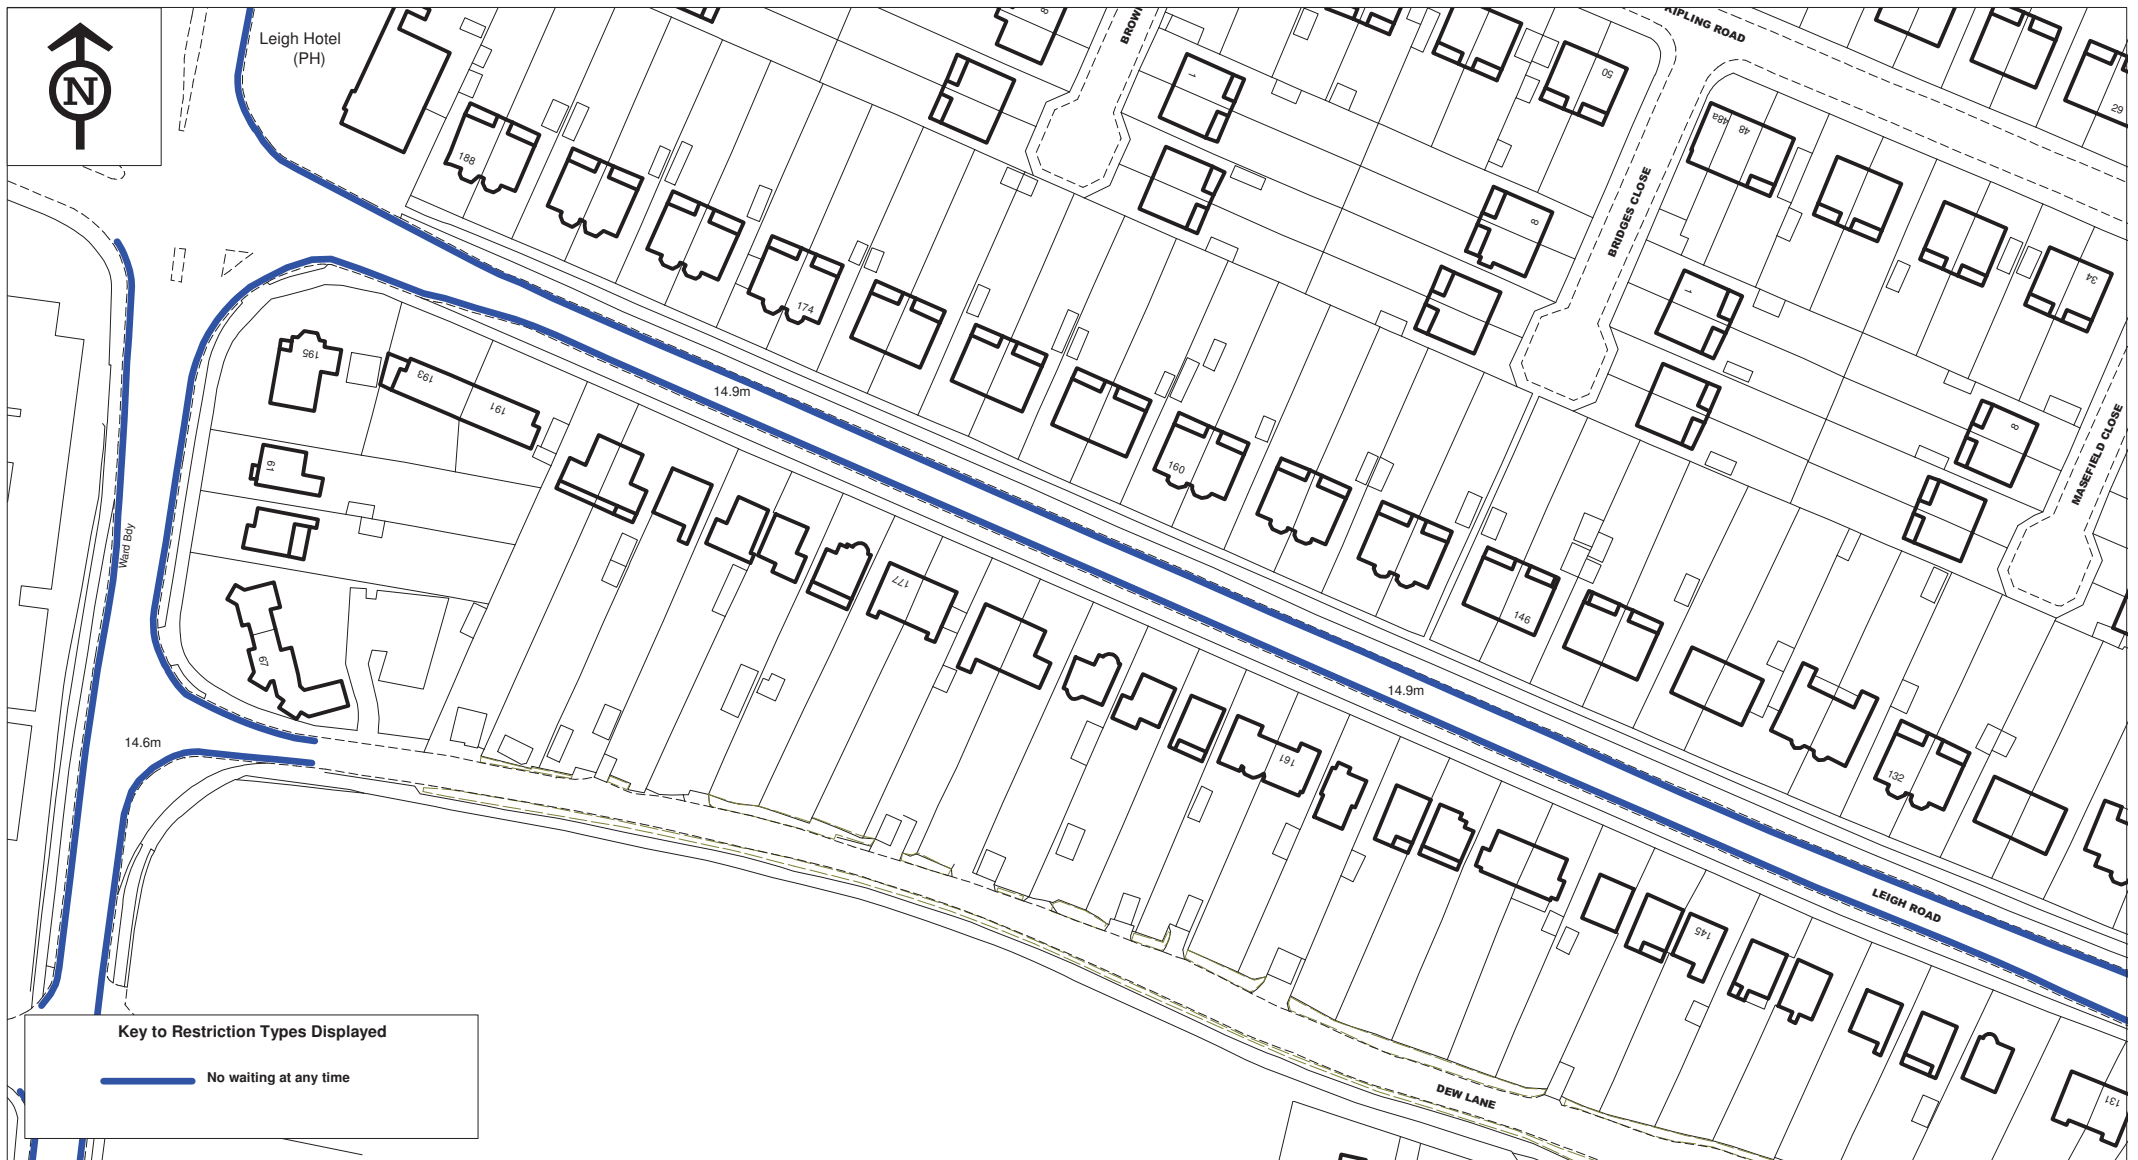 N
Leigh Hotel
(PH)
BROWN
KIPLING ROAD
8
1
50
48a
48
29
188
BRIDGES CLOSE
8
34
174
1
195
193
191
14.9m
MASEFIELD CLOSE
8
61
160
Ward Bdy
177
146
67
14.9m
14.6m
161
132
LEIGH ROAD
145
Key to Restriction Types Displayed
No waiting at any time
DEW LANE
131